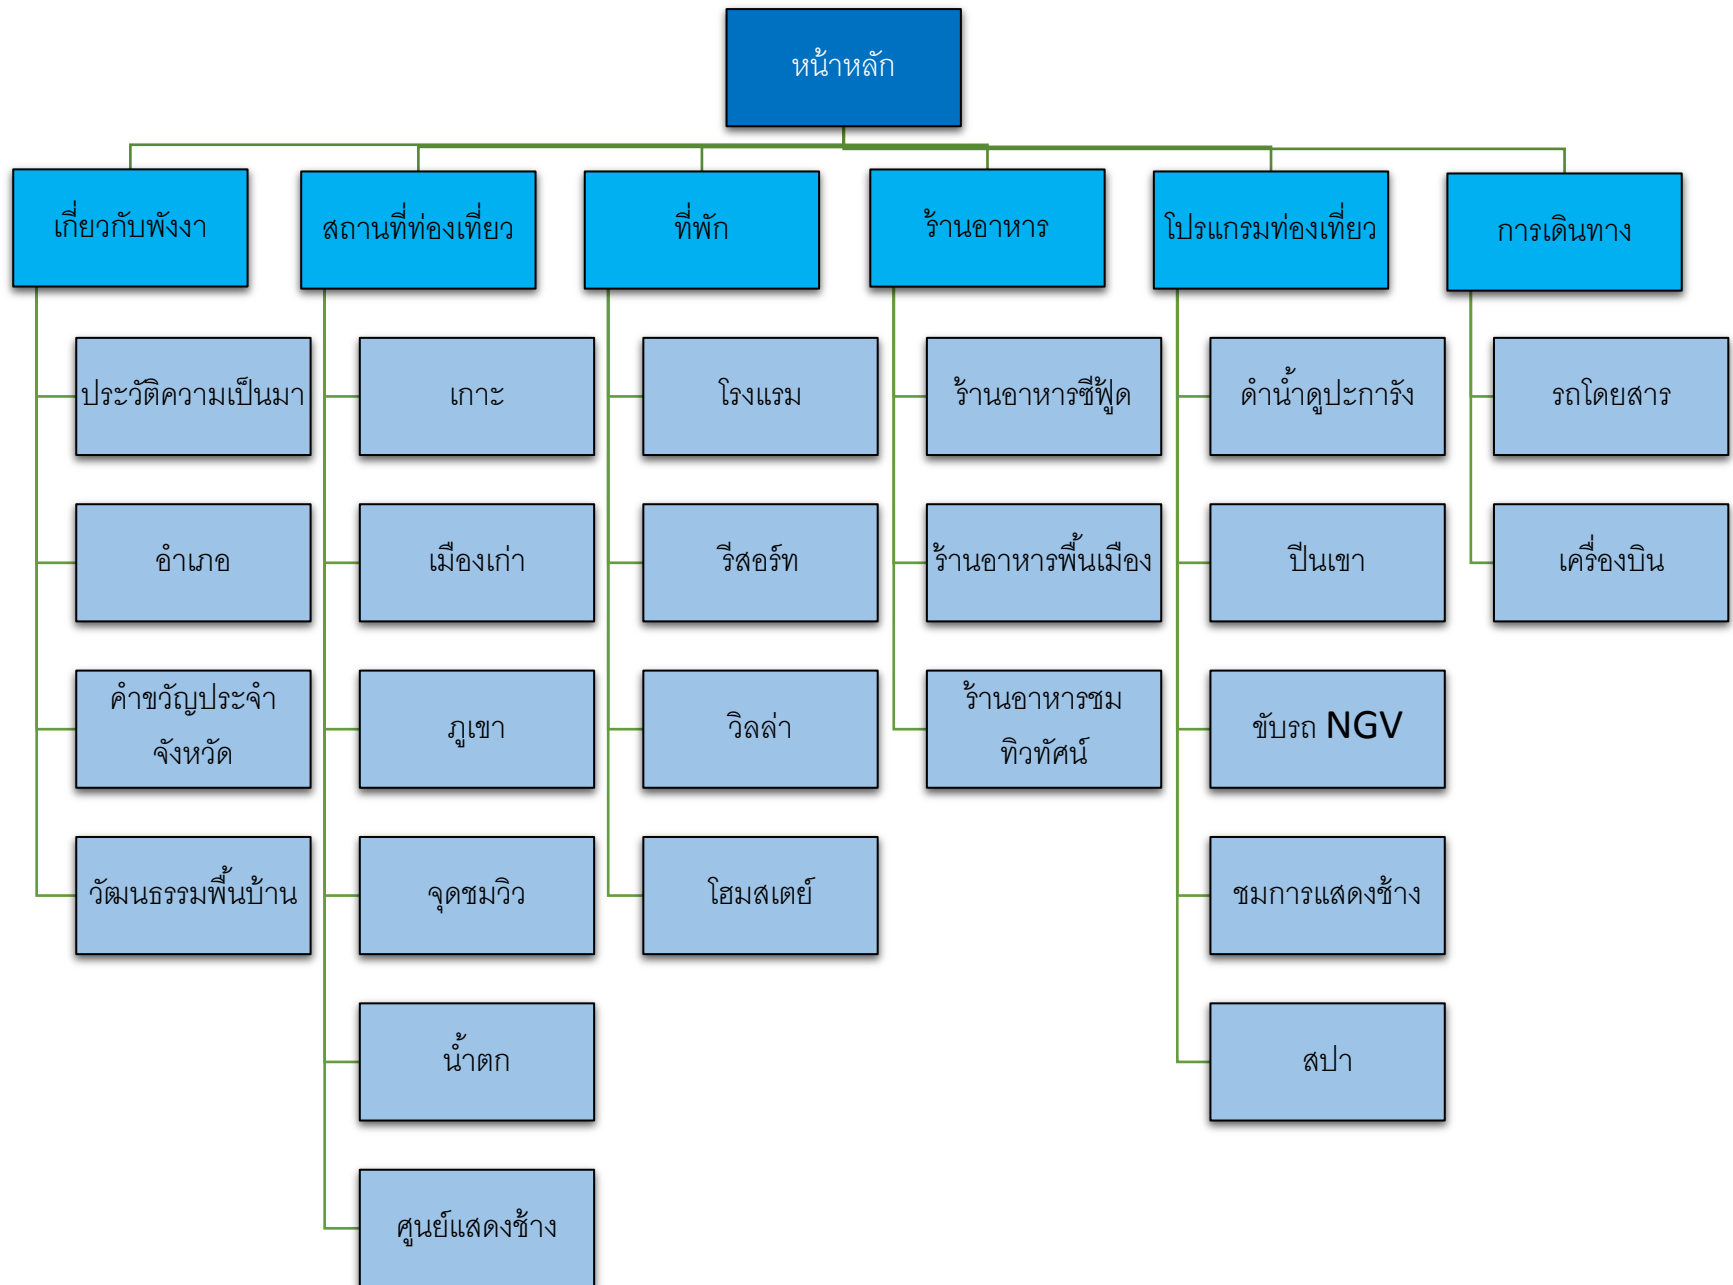 หน้าหลัก
เกี่ยวกับพังงา
สถานที่ท่องเที่ยว
ที่พัก
ร้านอาหาร
โปรแกรมท่องเที่ยว
การเดินทาง
ประวัติความเป็นมา
เกาะ
โรงแรม
ร้านอาหารซีฟู้ด
ดำน้ำดูปะการัง
รถโดยสาร
อำเภอ
เมืองเก่า
รีสอร์ท
ร้านอาหารพื้นเมือง
ปีนเขา
เครื่องบิน
คำขวัญประจำ
จังหวัด
ภูเขา
วิลล่า
ร้านอาหารชม
ทิวทัศน์
ขับรถ NGV
วัฒนธรรมพื้นบ้าน
จุดชมวิว
โฮมสเตย์
ชมการแสดงช้าง
น้ำตก
สปา
ศูนย์แสดงช้าง